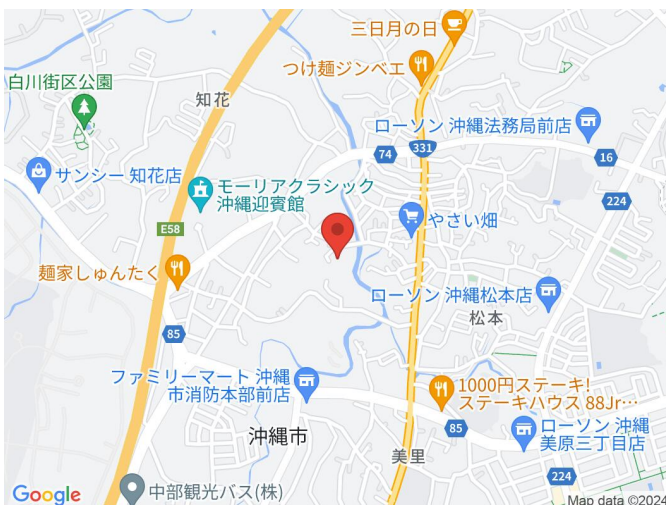 三日月の日
つけ麺ジンベエ
白川街区公園
知花
ローソン 沖縄法務局前店
331
74
16
サンシー 知花店
モーリアクラシック
沖縄迎賓館
224
やさい畑
E58
麺家しゅんたく
ローソン 沖縄松本店
松本
85
ファミリーマート 沖縄
市消防本部前店
1000円ステーキ!
ステーキハウス 88Jr…
沖縄市
85
ローソン 沖縄
美原三丁目店
美里
224
Google
中部観光バス(株)
Map data ©2024